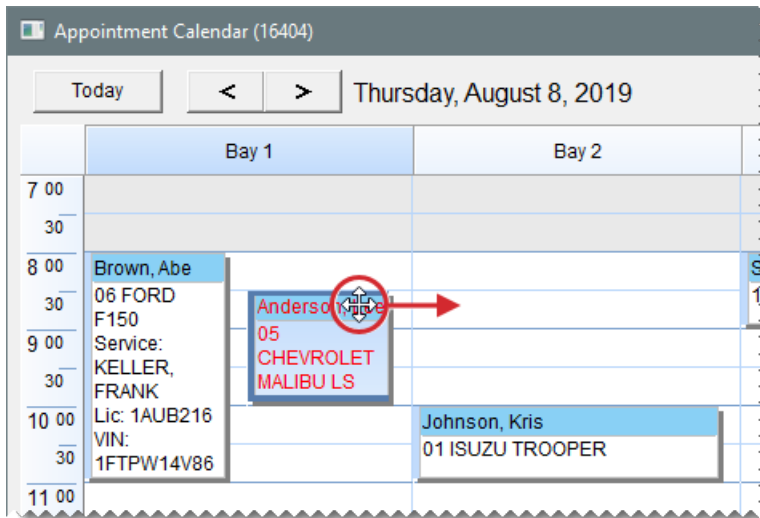 Appointment Calendar (16404)
Today < > Thursday, August 8, 2019
Bay 1 Bay 2
7 00
30
8 00
30
9 00
30
10 00
30
11 00
Brown, Abe
06 FORD
F150
Service:
KELLER,
FRANK
Lic: 1AUB216
VIN:
1FTPW14V86
05
CHEVROLET
MALIBU LS
Johnson, Kris
01 ISUZU TROOPER